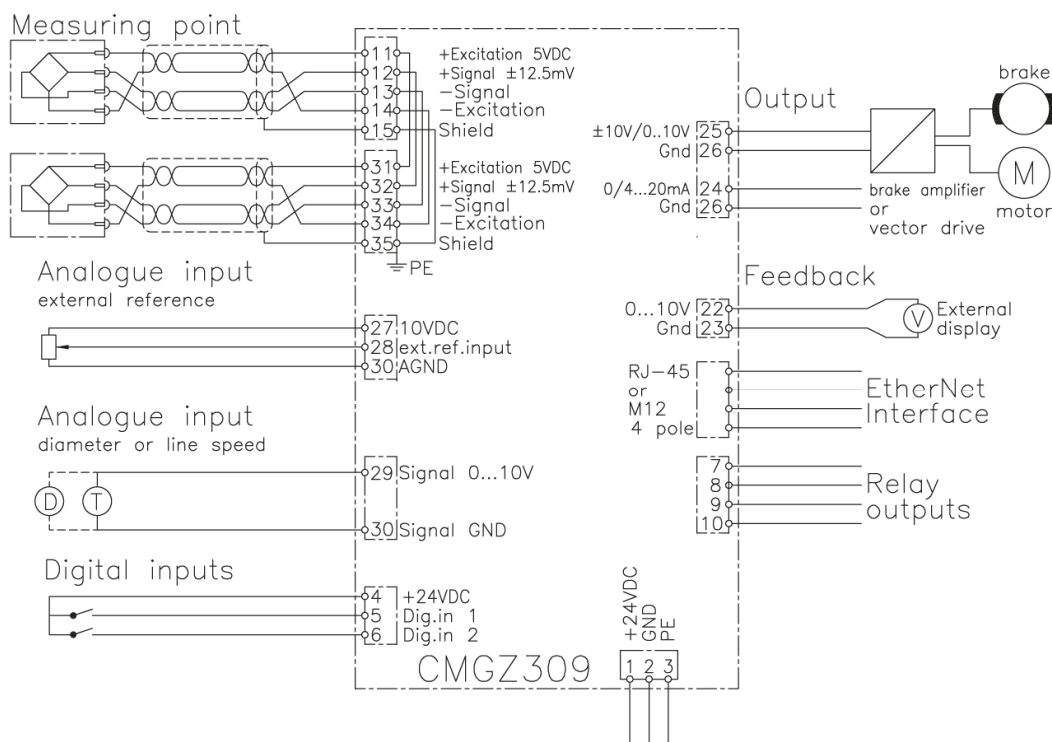 Measuring point
11 +Excitation 5VDC
12 +Signal ±12.5mV
13 −Signal
14 −Excitation
15 Shield
31 +Excitation 5VDC
32 +Signal ±12.5mV
33 −Signal
34 −Excitation
35 Shield
PE
Analogue input
external reference
27 10VDC
28 ext.ref.input
30 AGND
Analogue input
diameter or line speed
29 Signal 0...10V
D T
30 Signal GND
Digital inputs
4 +24VDC
5 Dig.in 1
6 Dig.in 2
CMGZ309
+24VDC GND PE
1 2 3
Output
±10V/0..10V 25
Gnd 26
0/4...20mA 24
Gnd 26
brake
M
motor
brake amplifier
or
vector drive
Feedback
0...10V 22
Gnd 23
V
External
display
RJ-45
or
M12
4 pole
EtherNet
Interface
7
8
9
10
Relay
outputs